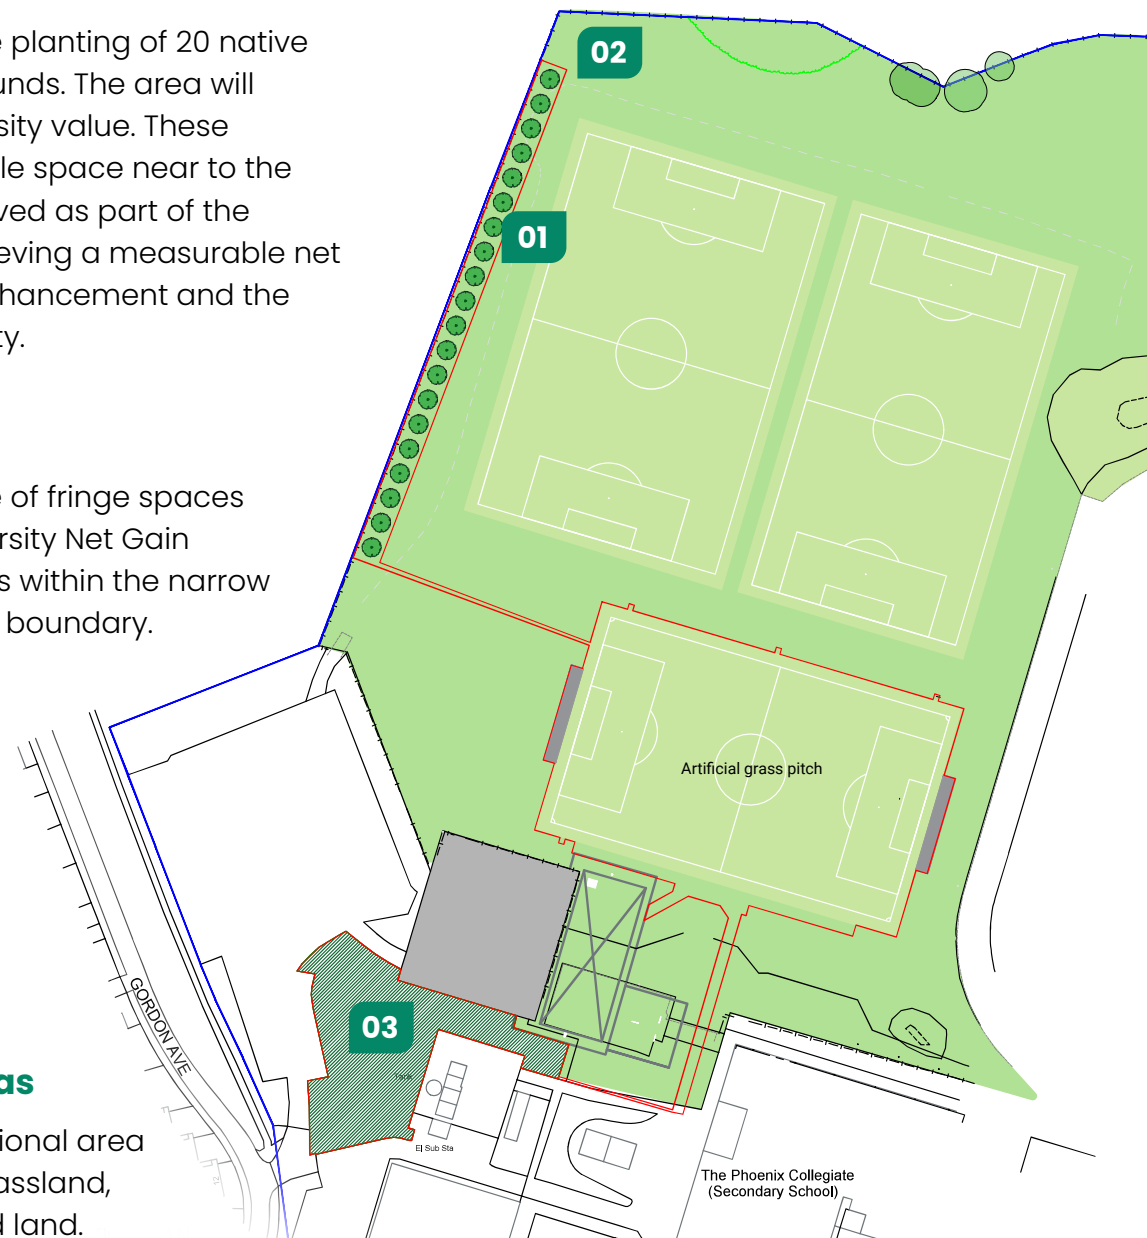 e planting of 20 native
unds. The area will
sity value. These
le space near to the
ved as part of the
eving a measurable net
hancement and the
ty.
e of fringe spaces
rsity Net Gain
s within the narrow
boundary.
02
01
Artificial grass pitch
GORDON AVE
03
Tank
El Sub Sta
The Phoenix Collegiate
(Secondary School)
as
ional area
assland,
d land.